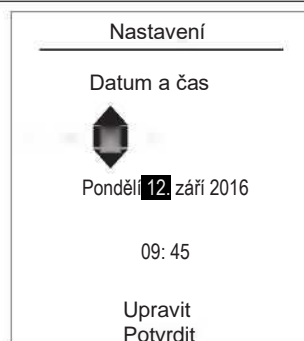 Nastavení
Datum a čas
Pondělí 12. září 2016
09: 45
Upravit
Potvrdit